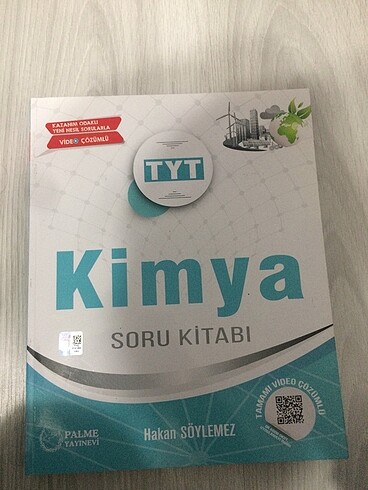 KAZANIM ODAKLI
YENİ NESİL SORULARLA
VİDEO ÇÖZÜMLÜ
TYT
Kimya
SORU KİTABI
TAMAMI VİDEO ÇÖZÜMLÜ
PALME
YAYINEVİ
Hakan SÖYLEMEZ